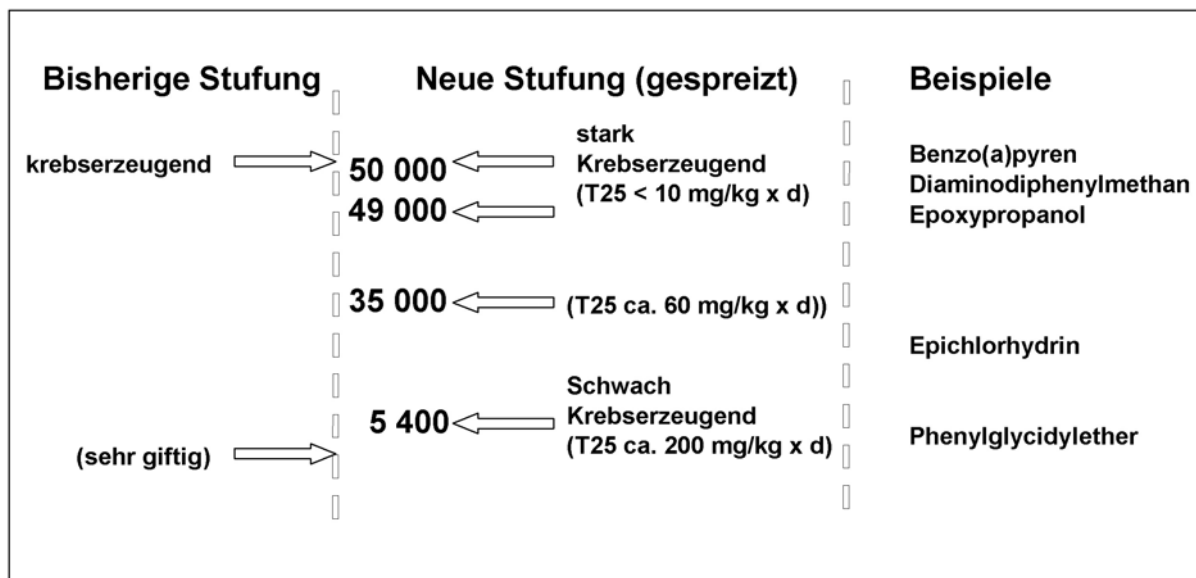 Bisherige Stufung
Neue Stufung (gespreizt)
Beispiele
krebserzeugend
50 000
49 000
35 000
5 400
(sehr giftig)
stark
Krebserzeugend
(T25 < 10 mg/kg x d)
(T25 ca. 60 mg/kg x d))
Schwach
Krebserzeugend
(T25 ca. 200 mg/kg x d)
Benzo(a)pyren
Diaminodiphenylmethan
Epoxypropanol
Epichlorhydrin
Phenylglycidylether